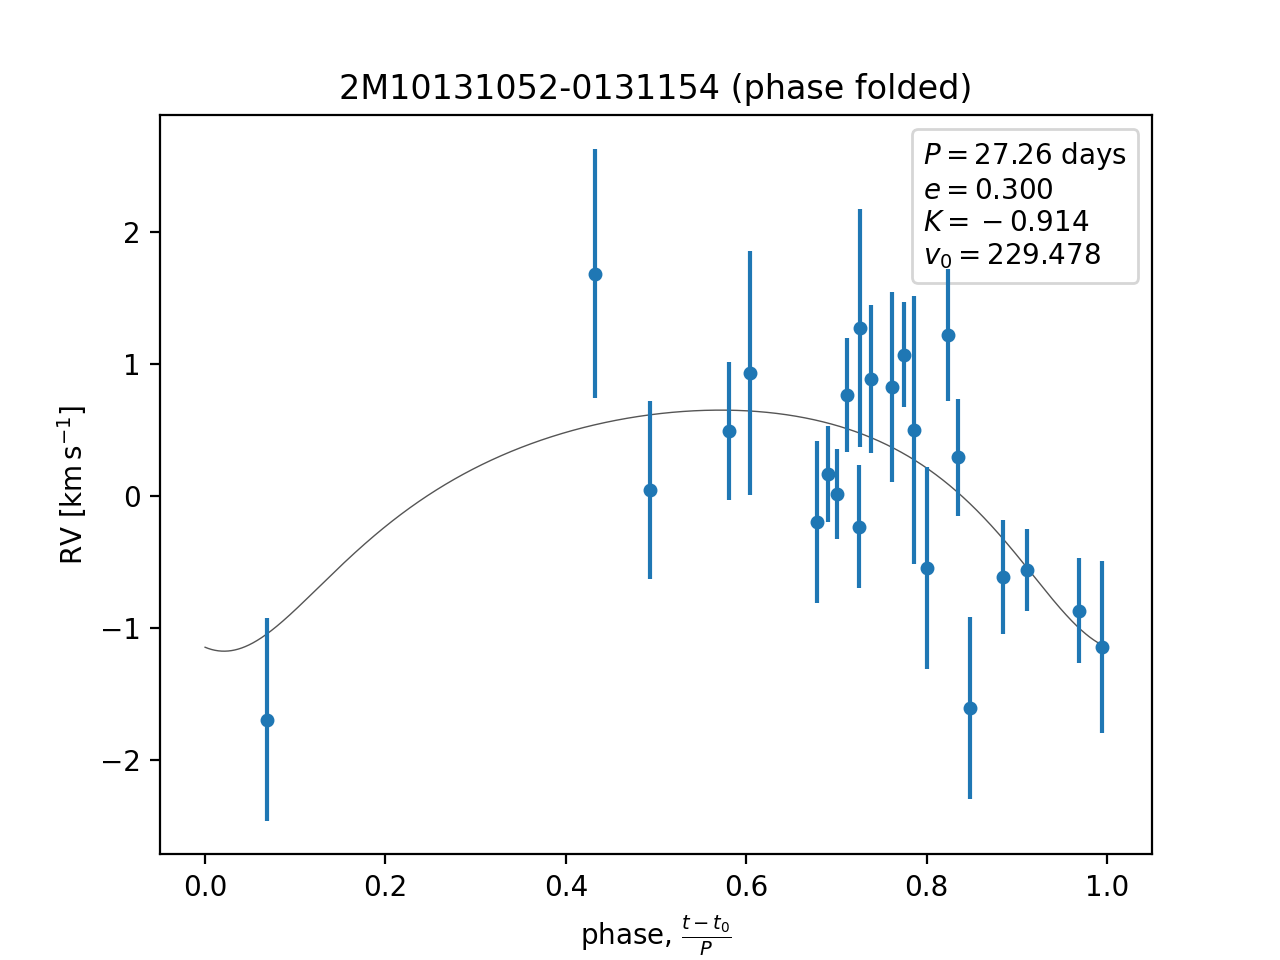 2M10131052-0131154 (phase folded)
P = 27.26 days
e = 0.300
K = −0.914
v₀ = 229.478
2
1
0
−1
−2
RV [km s⁻¹]
0.0 0.2 0.4 0.6 0.8 1.0
phase, (t − t₀)/P